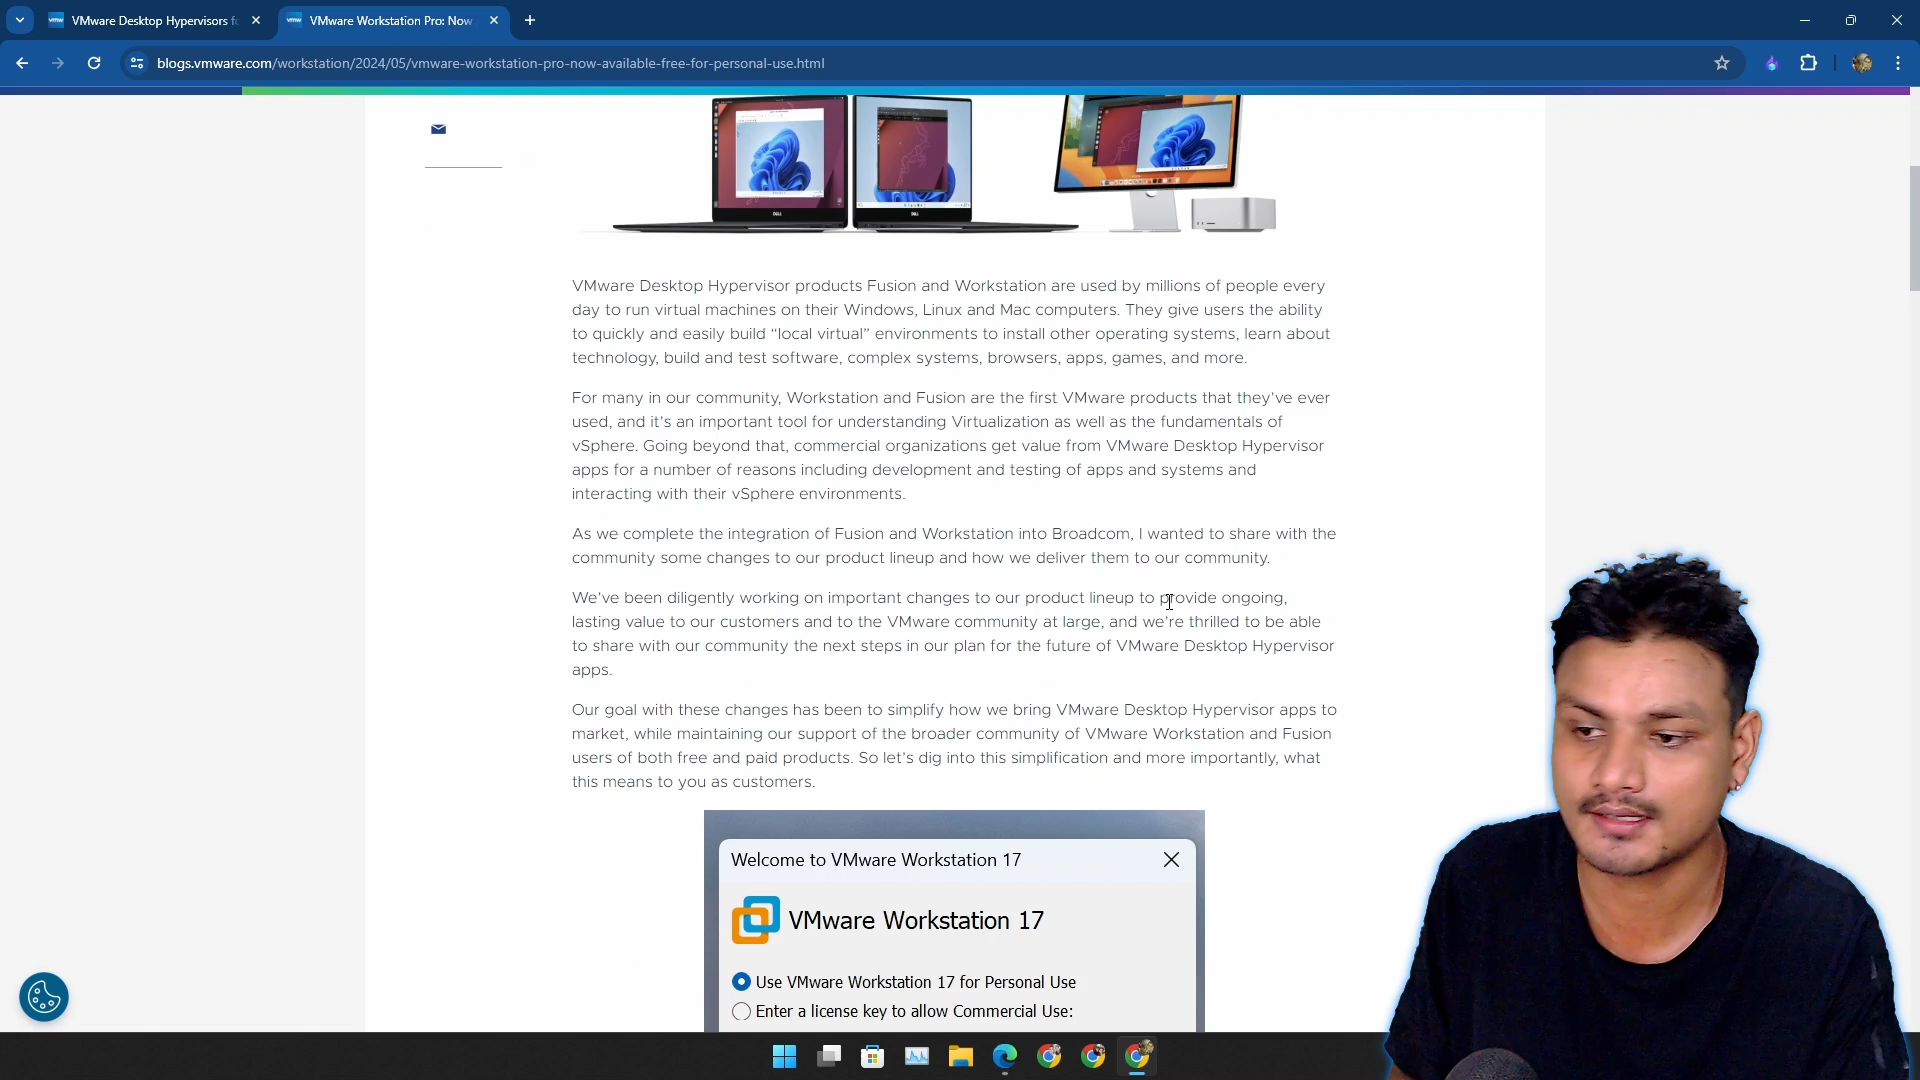 vmw VMware Desktop Hypervisors fo
vmw VMware Workstation Pro: Now
blogs.vmware.com/workstation/2024/05/vmware-workstation-pro-now-available-free-for-personal-use.html
DELL
DELL
VMware Desktop Hypervisor products Fusion and Workstation are used by millions of people every
day to run virtual machines on their Windows, Linux and Mac computers. They give users the ability
to quickly and easily build “local virtual” environments to install other operating systems, learn about
technology, build and test software, complex systems, browsers, apps, games, and more.
For many in our community, Workstation and Fusion are the first VMware products that they’ve ever
used, and it’s an important tool for understanding Virtualization as well as the fundamentals of
vSphere. Going beyond that, commercial organizations get value from VMware Desktop Hypervisor
apps for a number of reasons including development and testing of apps and systems and
interacting with their vSphere environments.
As we complete the integration of Fusion and Workstation into Broadcom, I wanted to share with the
community some changes to our product lineup and how we deliver them to our community.
We’ve been diligently working on important changes to our product lineup to provide ongoing,
lasting value to our customers and to the VMware community at large, and we’re thrilled to be able
to share with our community the next steps in our plan for the future of VMware Desktop Hypervisor
apps.
Our goal with these changes has been to simplify how we bring VMware Desktop Hypervisor apps to
market, while maintaining our support of the broader community of VMware Workstation and Fusion
users of both free and paid products. So let’s dig into this simplification and more importantly, what
this means to you as customers.
Welcome to VMware Workstation 17
VMware Workstation 17
Use VMware Workstation 17 for Personal Use
Enter a license key to allow Commercial Use: